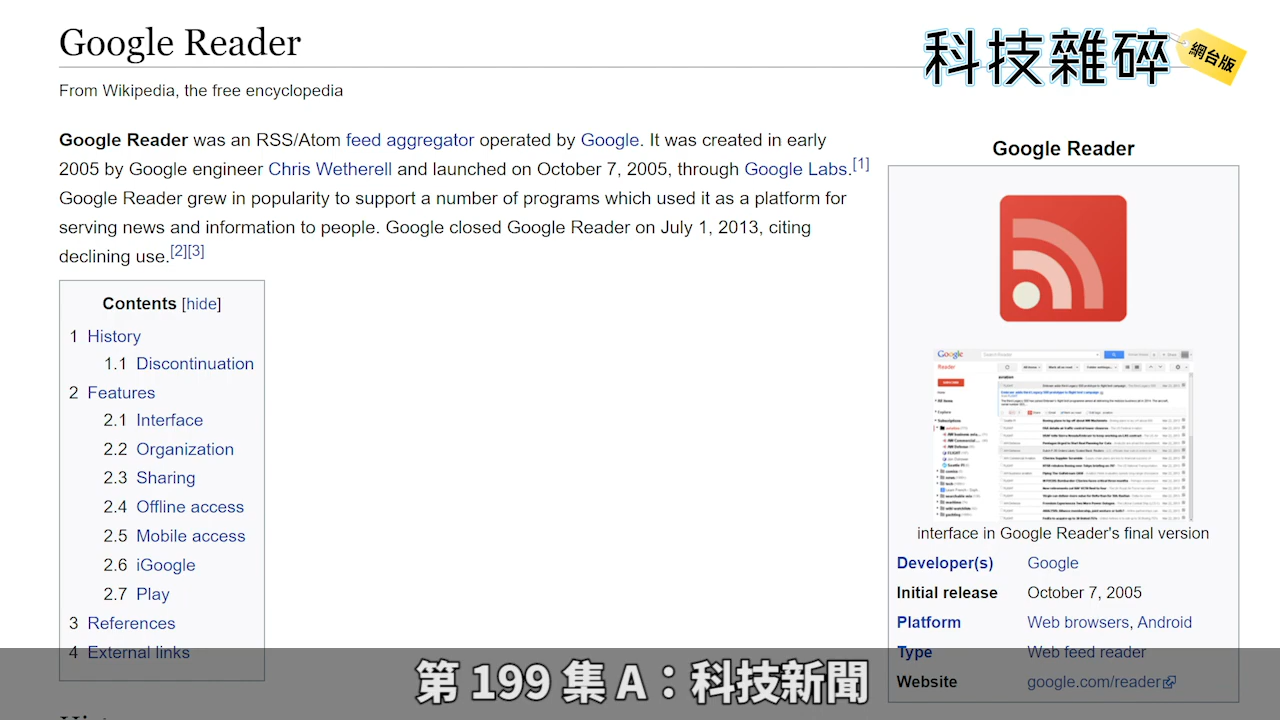 Google Reader
科技雜碎
網台版
From Wikipedia, the free encyclopedia
Google Reader was an RSS/Atom feed aggregator operated by Google. It was created in early
2005 by Google engineer Chris Wetherell and launched on October 7, 2005, through Google Labs.[1]
Google Reader grew in popularity to support a number of programs which used it as a platform for
serving news and information to people. Google closed Google Reader on July 1, 2013, citing
declining use.[2][3]
Contents [hide]
1 History
1.1 Discontinuation
2 Features
2.1 Interface
2.2 Organization
2.3 Sharing
2.4 Offline access
2.5 Mobile access
2.6 iGoogle
2.7 Play
3 References
4 External links
Google Reader
Google
Reader
interface in Google Reader's final version
Developer(s) Google
Initial release October 7, 2005
Platform Web browsers, Android
Type Web feed reader
Website google.com/reader
第 199 集 A：科技新聞